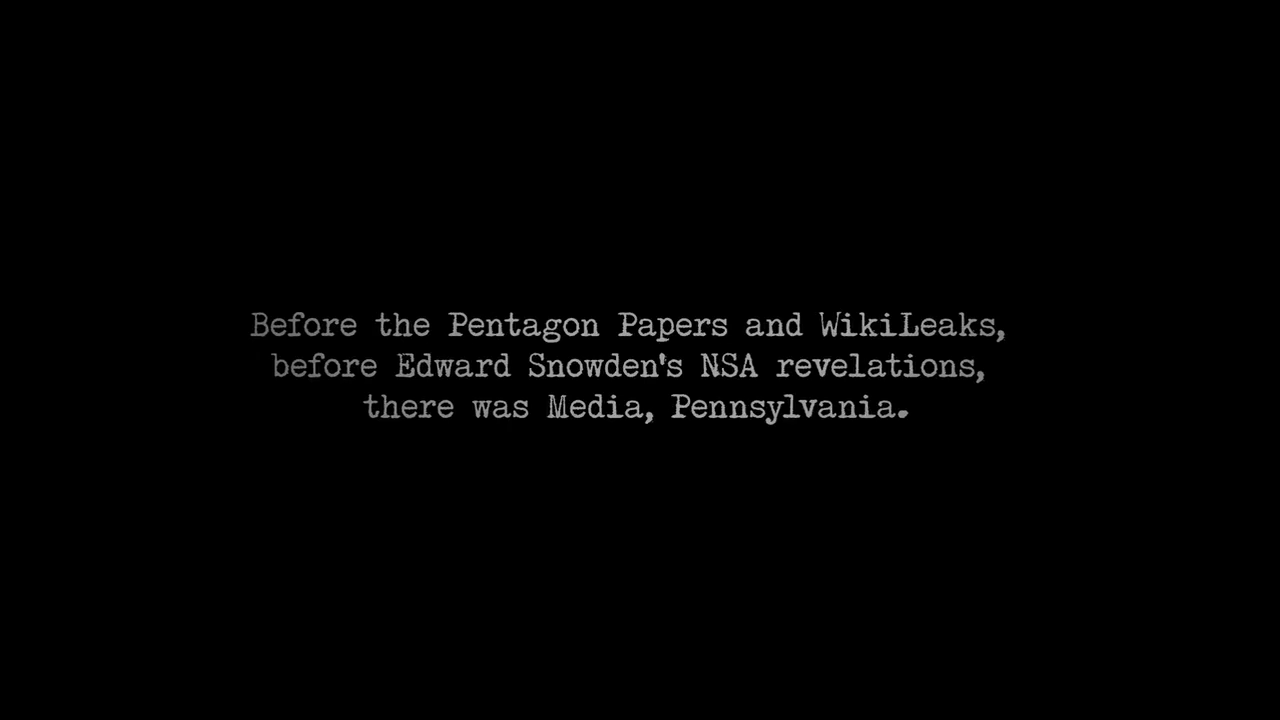 Before the Pentagon Papers and WikiLeaks,
before Edward Snowden's NSA revelations,
there was Media, Pennsylvania.